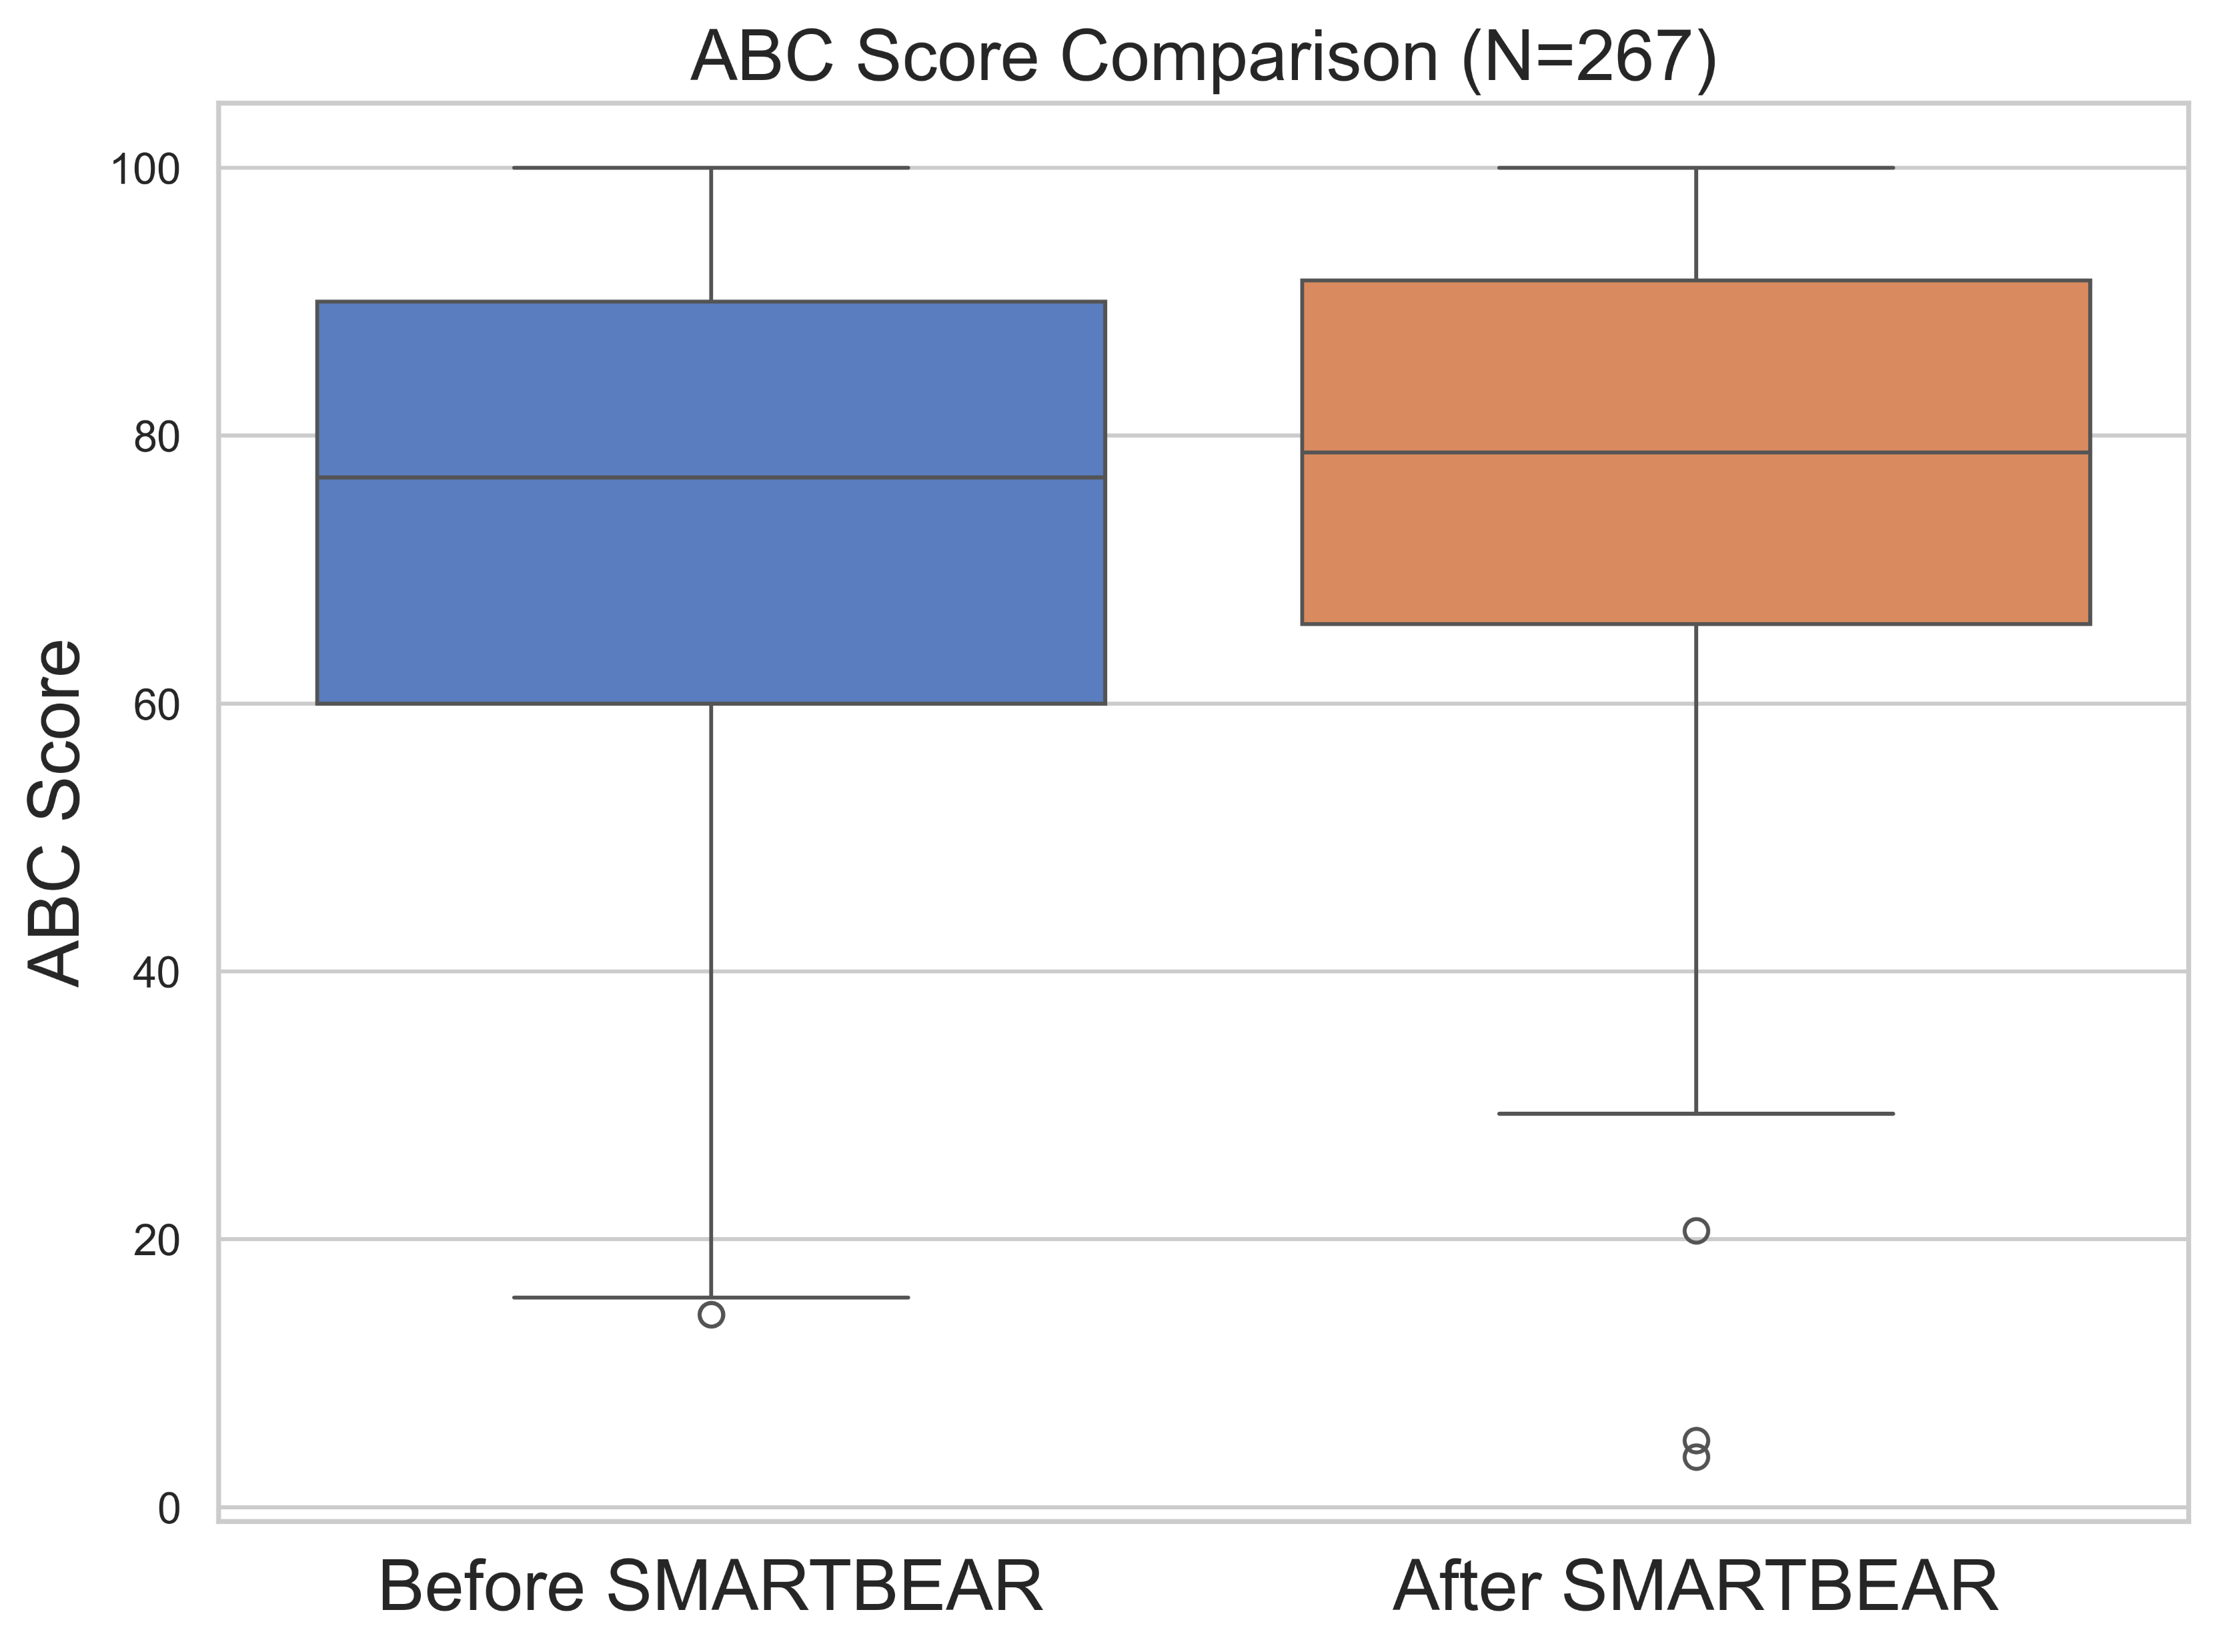 ABC Score Comparison (N=267)
ABC Score
100
80
60
40
20
0
Before SMARTBEAR
After SMARTBEAR